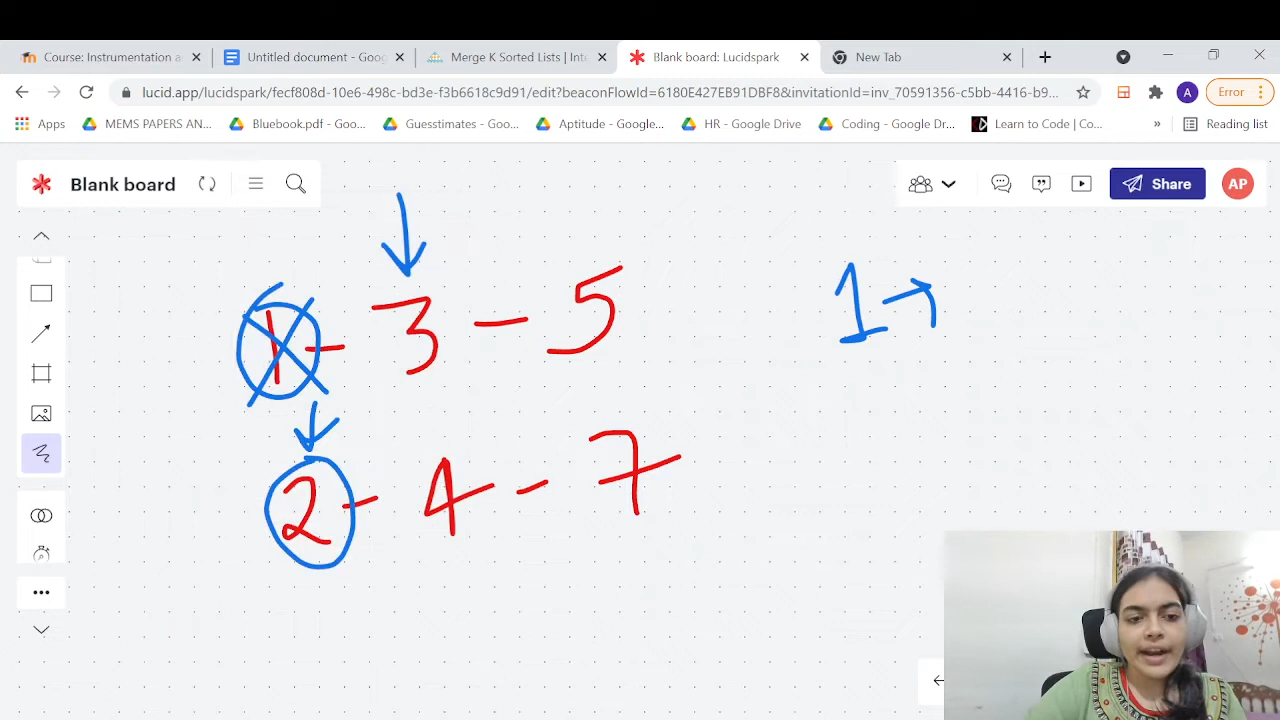 Course: Instrumentation a
Untitled document - Goog
Merge K Sorted Lists | Inte
Blank board: Lucidspark
New Tab
lucid.app/lucidspark/fecf808d-10e6-498c-bd3e-f3b6618c9d91/edit?beaconFlowId=6180E427EB91DBF8&invitationId=inv_70591356-c5bb-4416-b9...
A
Error
Apps
MEMS PAPERS AN...
Bluebook.pdf - Goo...
Guesstimates - Goo...
Aptitude - Google...
HR - Google Drive
Coding - Google Dr...
Learn to Code | Co...
»
Reading list
Blank board
Share
AP
1 - 3 - 5
1 →
2 - 4 - 7